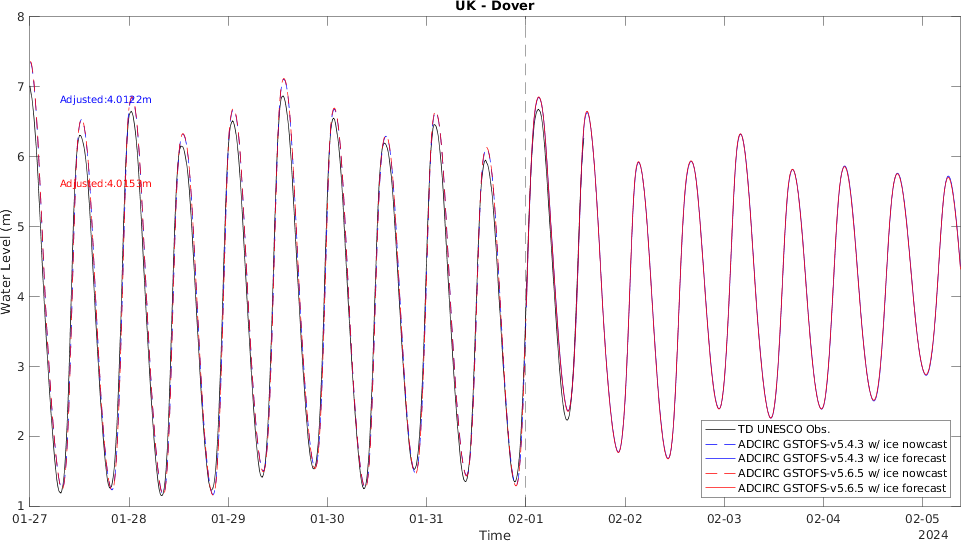 UK - Dover
8
7
6
5
4
3
2
1
Water Level (m)
Adjusted:4.0122m
Adjusted:4.0153m
TD UNESCO Obs.
ADCIRC GSTOFS-v5.4.3 w/ ice nowcast
ADCIRC GSTOFS-v5.4.3 w/ ice forecast
ADCIRC GSTOFS-v5.6.5 w/ ice nowcast
ADCIRC GSTOFS-v5.6.5 w/ ice forecast
01-27 01-28 01-29 01-30 01-31 02-01 02-02 02-03 02-04 02-05
Time 2024